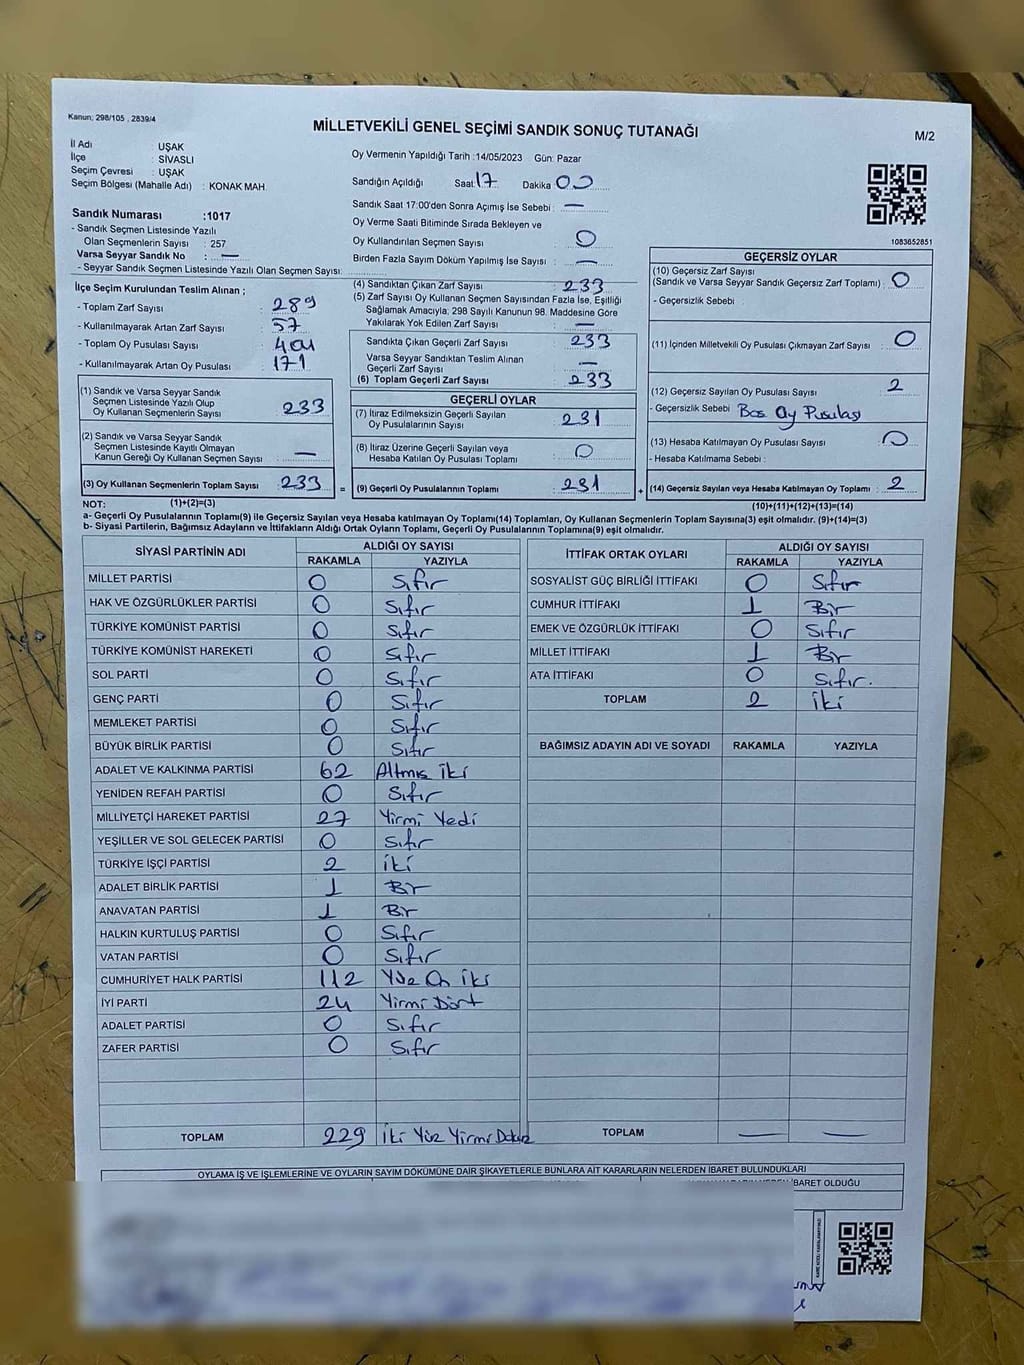 Kanun; 298/105 , 2839/4
MİLLETVEKİLİ GENEL SEÇİMİ SANDIK SONUÇ TUTANAĞI
M/2
İl Adı UŞAK
İlçe : SİVASLI
Seçim Çevresi : UŞAK
Seçim Bölgesi (Mahalle Adı) : KONAK MAH.
Sandık Numarası :1017
- Sandık Seçmen Listesinde Yazılı
Olan Seçmenlerin Sayısı : 257
Varsa Seyyar Sandık No : —
- Seyyar Sandık Seçmen Listesinde Yazılı Olan Seçmen Sayısı:
Oy Vermenin Yapıldığı Tarih :14/05/2023 Gün: Pazar
Sandığın Açıldığı Saat: 17 Dakika : 00
Sandık Saat 17:00'den Sonra Açımış İse Sebebi : —
Oy Verme Saati Bitiminde Sırada Bekleyen ve
Oy Kullandırılan Seçmen Sayısı : 0
Birden Fazla Sayım Döküm Yapılmış İse Sayısı : —
1083652851
İlçe Seçim Kurulundan Teslim Alınan ;
- Toplam Zarf Sayısı : 289
- Kullanılmayarak Artan Zarf Sayısı : 57
- Toplam Oy Pusulası Sayısı : 404
- Kullanılmayarak Artan Oy Pusulası : 171
(1) Sandık ve Varsa Seyyar Sandık
Seçmen Listesinde Yazılı Olup
Oy Kullanan Seçmenlerin Sayısı : 233
(2) Sandık ve Varsa Seyyar Sandık
Seçmen Listesinde Kayıtlı Olmayan
Kanun Gereği Oy Kullanan Seçmen Sayısı : —
(3) Oy Kullanan Seçmenlerin Toplam Sayısı : 233
(4) Sandıktan Çıkan Zarf Sayısı : 233
(5) Zarf Sayısı Oy Kullanan Seçmen Sayısından Fazla İse, Eşitliği
Sağlamak Amacıyla; 298 Sayılı Kanunun 98. Maddesine Göre
Yakılarak Yok Edilen Zarf Sayısı : —
Sandıkta Çıkan Geçerli Zarf Sayısı : 233
Varsa Seyyar Sandıktan Teslim Alınan
Geçerli Zarf Sayısı : —
(6) Toplam Geçerli Zarf Sayısı : 233
GEÇERLİ OYLAR
(7) İtiraz Edilmeksizin Geçerli Sayılan
Oy Pusulalarının Sayısı : 231
(8) İtiraz Üzerine Geçerli Sayılan veya
Hesaba Katılan Oy Pusulası Toplamı : 0
= (9) Geçerli Oy Pusulalarının Toplamı : 231
GEÇERSİZ OYLAR
(10) Geçersiz Zarf Sayısı
(Sandık ve Varsa Seyyar Sandık Geçersiz Zarf Toplamı) : 0
- Geçersizlik Sebebi :
(11) İçinden Milletvekili Oy Pusulası Çıkmayan Zarf Sayısı : 0
(12) Geçersiz Sayılan Oy Pusulası Sayısı : 2
- Geçersizlik Sebebi : Bos Oy Pusulası
(13) Hesaba Katılmayan Oy Pusulası Sayısı : 0
- Hesaba Katılmama Sebebi :
+ (14) Geçersiz Sayılan veya Hesaba Katılmayan Oy Toplamı : 2
NOT: (1)+(2)=(3) (10)+(11)+(12)+(13)=(14)
a- Geçerli Oy Pusulalarının Toplamı(9) ile Geçersiz Sayılan veya Hesaba katılmayan Oy Toplamı(14) Toplamları, Oy Kullanan Seçmenlerin Toplam Sayısına(3) eşit olmalıdır. (9)+(14)=(3)
b- Siyasi Partilerin, Bağımsız Adayların ve İttifakların Aldığı Ortak Oyların Toplamı, Geçerli Oy Pusulalarının Toplamına(9) eşit olmalıdır.
SİYASİ PARTİNİN ADI ALDIĞI OY SAYISI
RAKAMLA YAZIYLA
MİLLET PARTİSİ 0 Sıfır
HAK VE ÖZGÜRLÜKLER PARTİSİ 0 Sıfır
TÜRKİYE KOMÜNİST PARTİSİ 0 Sıfır
TÜRKİYE KOMÜNİST HAREKETİ 0 Sıfır
SOL PARTİ 0 Sıfır
GENÇ PARTİ 0 Sıfır
MEMLEKET PARTİSİ 0 Sıfır
BÜYÜK BİRLİK PARTİSİ 0 Sıfır
ADALET VE KALKINMA PARTİSİ 62 Altmıs İki
YENİDEN REFAH PARTİSİ 0 Sıfır
MİLLİYETÇİ HAREKET PARTİSİ 27 Yirmi Yedi
YEŞİLLER VE SOL GELECEK PARTİSİ 0 Sıfır
TÜRKİYE İŞÇİ PARTİSİ 2 İki
ADALET BİRLİK PARTİSİ 1 Bir
ANAVATAN PARTİSİ 1 Bir
HALKIN KURTULUŞ PARTİSİ 0 Sıfır
VATAN PARTİSİ 0 Sıfır
CUMHURİYET HALK PARTİSİ 112 Yüz On İki
İYİ PARTİ 24 Yirmi Dört
ADALET PARTİSİ 0 Sıfır
ZAFER PARTİSİ 0 Sıfır
TOPLAM 229 İki Yüz Yirmi Dokuz
İTTİFAK ORTAK OYLARI ALDIĞI OY SAYISI
RAKAMLA YAZIYLA
SOSYALİST GÜÇ BİRLİĞİ İTTİFAKI 0 Sıfır
CUMHUR İTTİFAKI 1 Bir
EMEK VE ÖZGÜRLÜK İTTİFAKI 0 Sıfır
MİLLET İTTİFAKI 1 Bir
ATA İTTİFAKI 0 Sıfır.
TOPLAM 2 İki
BAĞIMSIZ ADAYIN ADI VE SOYADI RAKAMLA YAZIYLA
TOPLAM — —
OYLAMA İŞ VE İŞLEMLERİNE VE OYLARIN SAYIM DÖKÜMÜNE DAİR ŞİKAYETLERLE BUNLARA AİT KARARLARIN NELERDEN İBARET BULUNDUKLARI
İBARET OLDUĞU